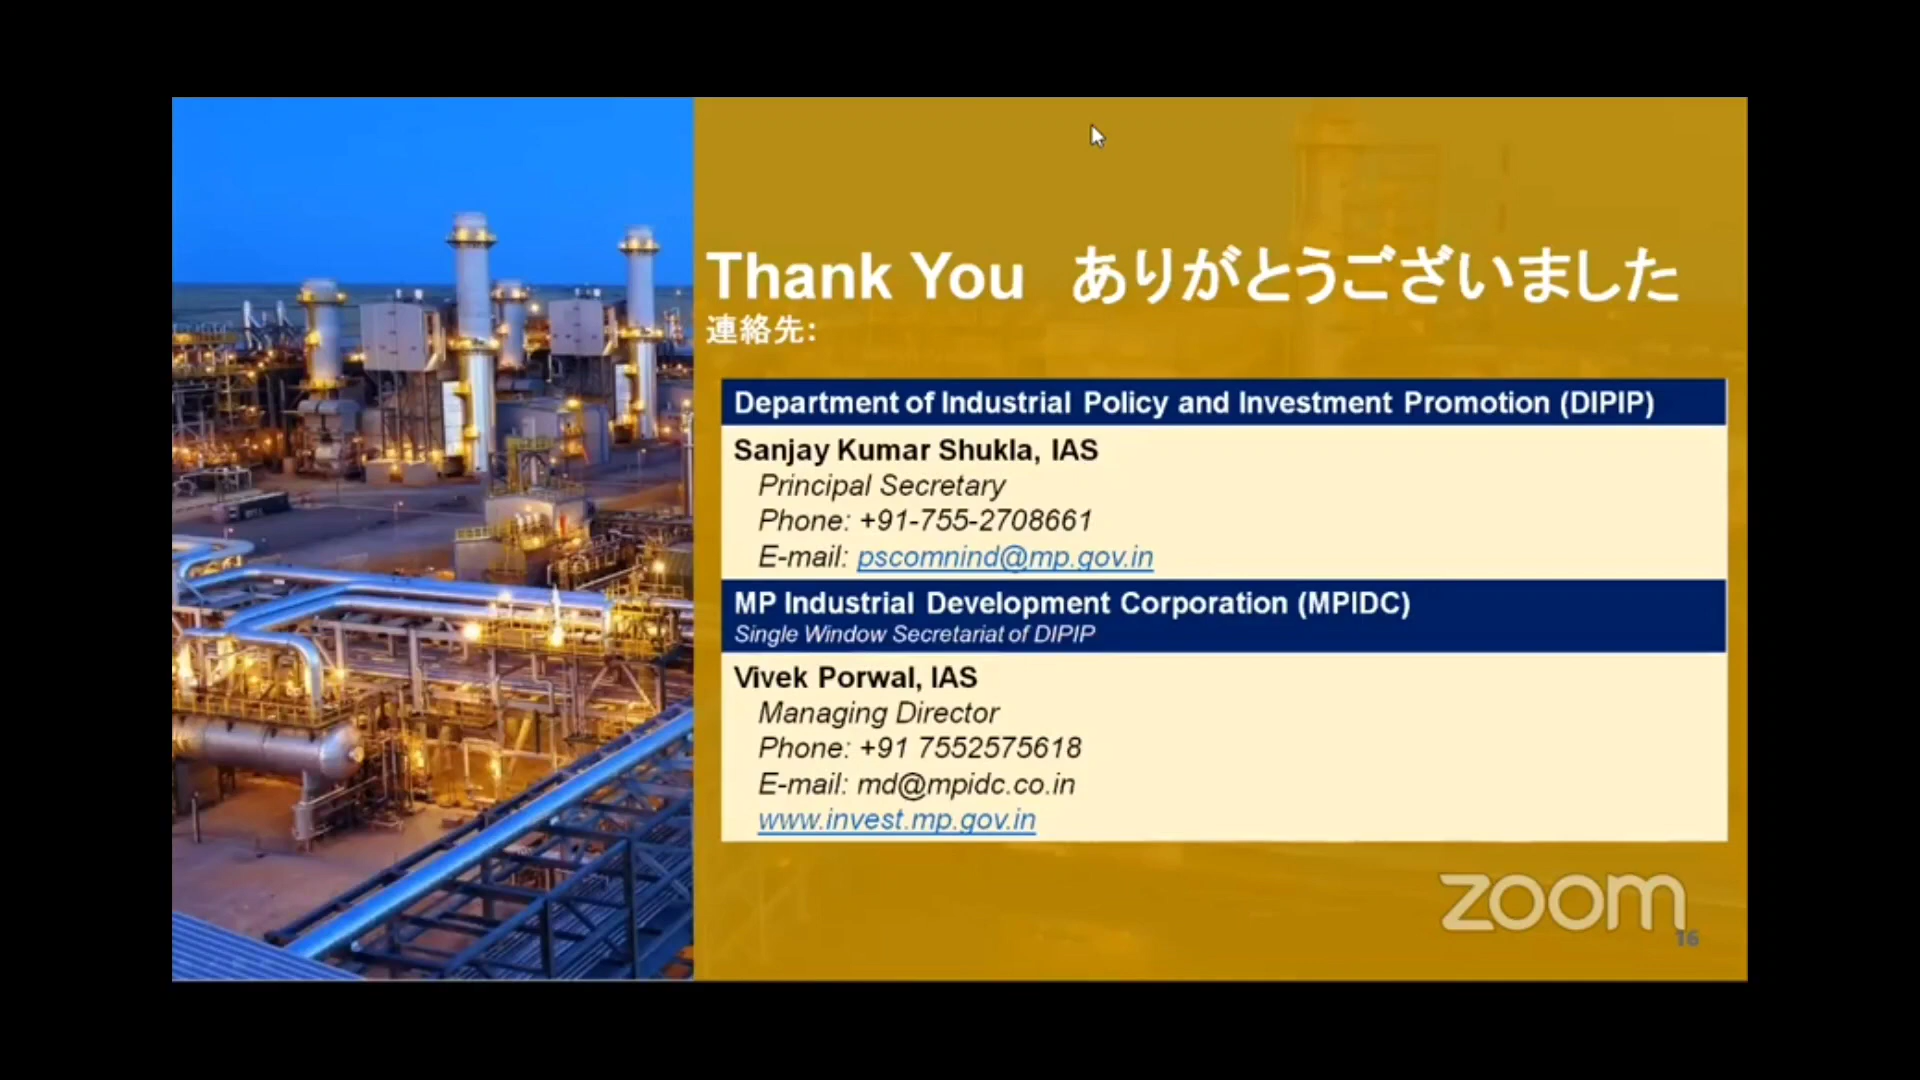 Thank You ありがとうございました
連絡先:
Department of Industrial Policy and Investment Promotion (DIPIP)
Sanjay Kumar Shukla, IAS
Principal Secretary
Phone: +91-755-2708661
E-mail: pscomnind@mp.gov.in
MP Industrial Development Corporation (MPIDC)
Single Window Secretariat of DIPIP
Vivek Porwal, IAS
Managing Director
Phone: +91 7552575618
E-mail: md@mpidc.co.in
www.invest.mp.gov.in
zoom
16